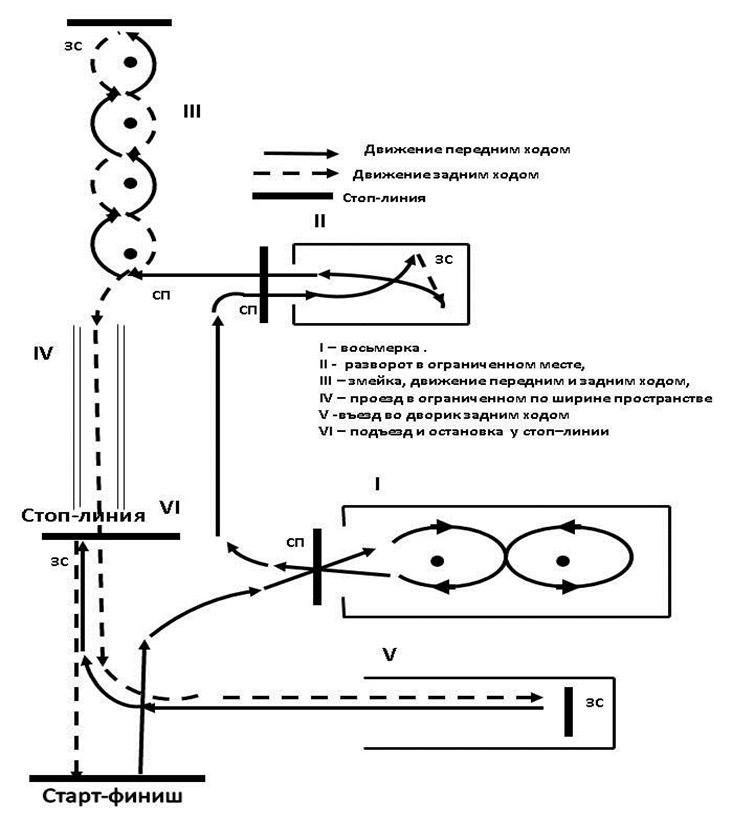 зс
III
Движение передним ходом
Движение задним ходом
Стоп-линия
II
зс
сп
сп
IV
I – восьмерка .
II - разворот в ограниченном месте,
III – змейка, движение передним и задним ходом,
IV – проезд в ограниченном по ширине пространстве
V -въезд во дворик задним ходом
VI – подъезд и остановка у стоп–линии
I
VI
Стоп-линия
сп
зс
V
зс
Старт-финиш